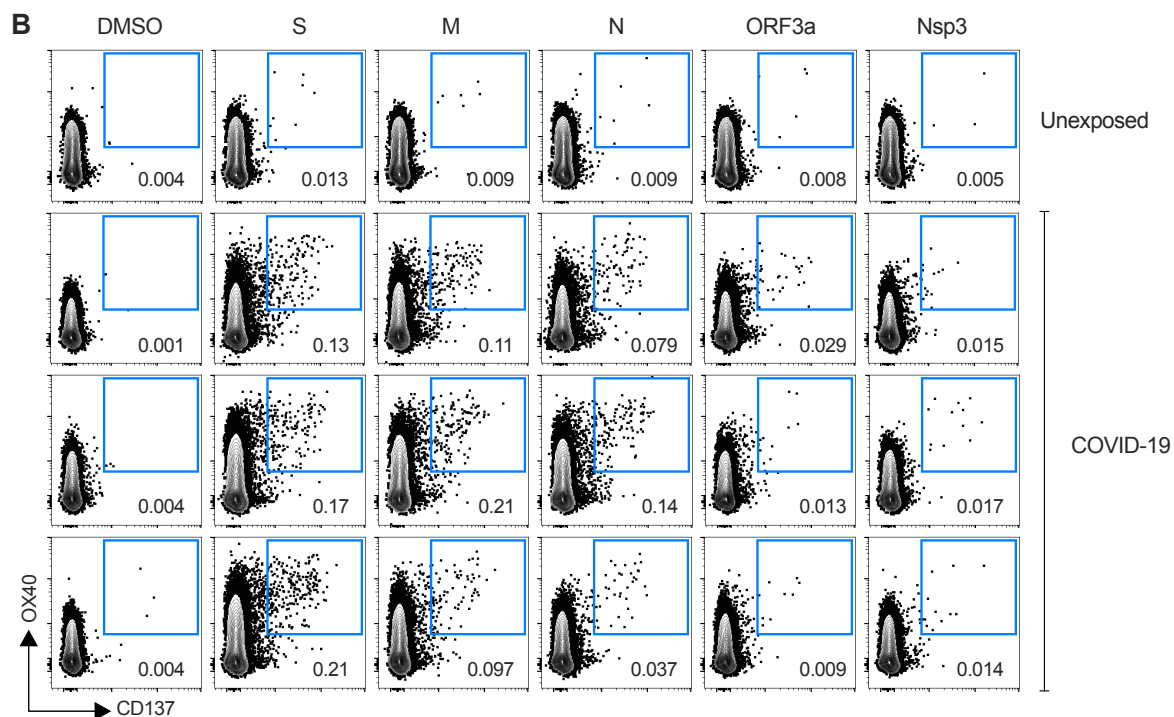 B
DMSO S M N ORF3a Nsp3
0.004 0.013 0.009 0.009 0.008 0.005
Unexposed
0.001 0.13 0.11 0.079 0.029 0.015
0.004 0.17 0.21 0.14 0.013 0.017
COVID-19
0.004 0.21 0.097 0.037 0.009 0.014
OX40
CD137